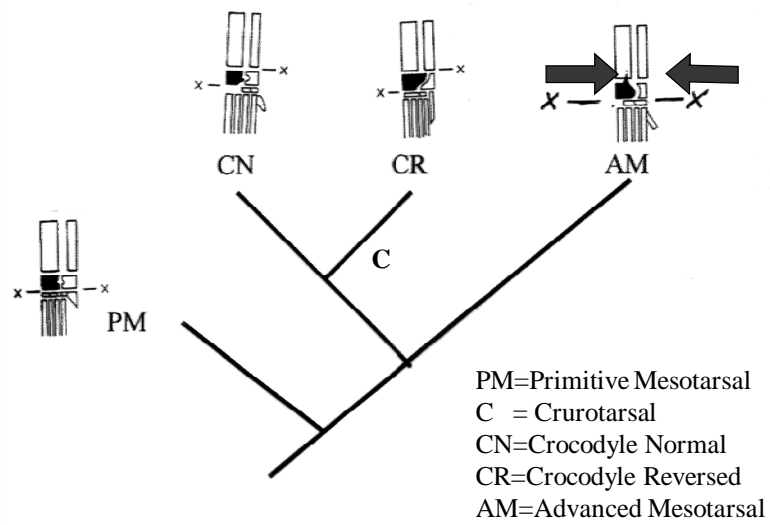 x — — x
x — — x
X — — X
CN
CR
AM
C
x — — x
PM
PM=Primitive Mesotarsal
C = Crurotarsal
CN=Crocodyle Normal
CR=Crocodyle Reversed
AM=Advanced Mesotarsal